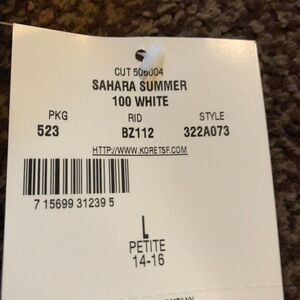 CUT 506004
SAHARA SUMMER
100 WHITE
PKG RID STYLE
523 BZ112 322A073
HTTP://WWW.KORETSF.COM
7 15699 31239 5
L
PETITE
14-16